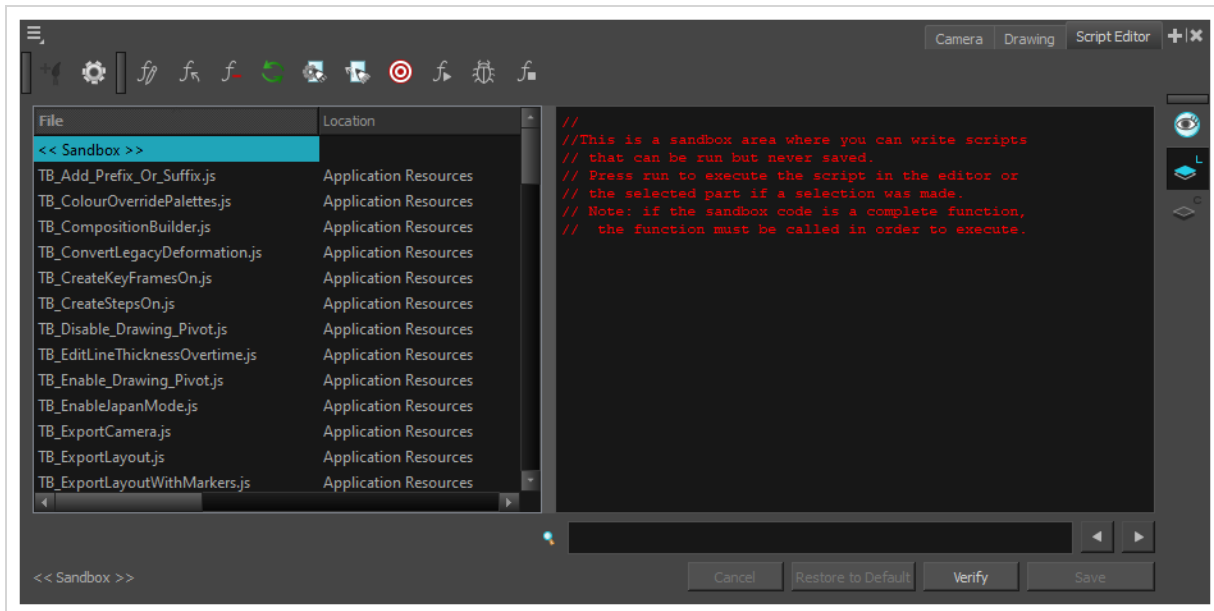 Camera
Drawing
Script Editor
File
Location
<< Sandbox >>
TB_Add_Prefix_Or_Suffix.js Application Resources
TB_ColourOverridePalettes.js Application Resources
TB_CompositionBuilder.js Application Resources
TB_ConvertLegacyDeformation.js Application Resources
TB_CreateKeyFramesOn.js Application Resources
TB_CreateStepsOn.js Application Resources
TB_Disable_Drawing_Pivot.js Application Resources
TB_EditLineThicknessOvertime.js Application Resources
TB_Enable_Drawing_Pivot.js Application Resources
TB_EnableJapanMode.js Application Resources
TB_ExportCamera.js Application Resources
TB_ExportLayout.js Application Resources
TB_ExportLayoutWithMarkers.js Application Resources
//
//This is a sandbox area where you can write scripts
// that can be run but never saved.
// Press run to execute the script in the editor or
// the selected part if a selection was made.
// Note: if the sandbox code is a complete function,
//  the function must be called in order to execute.
L
C
<< Sandbox >>
Cancel
Restore to Default
Verify
Save